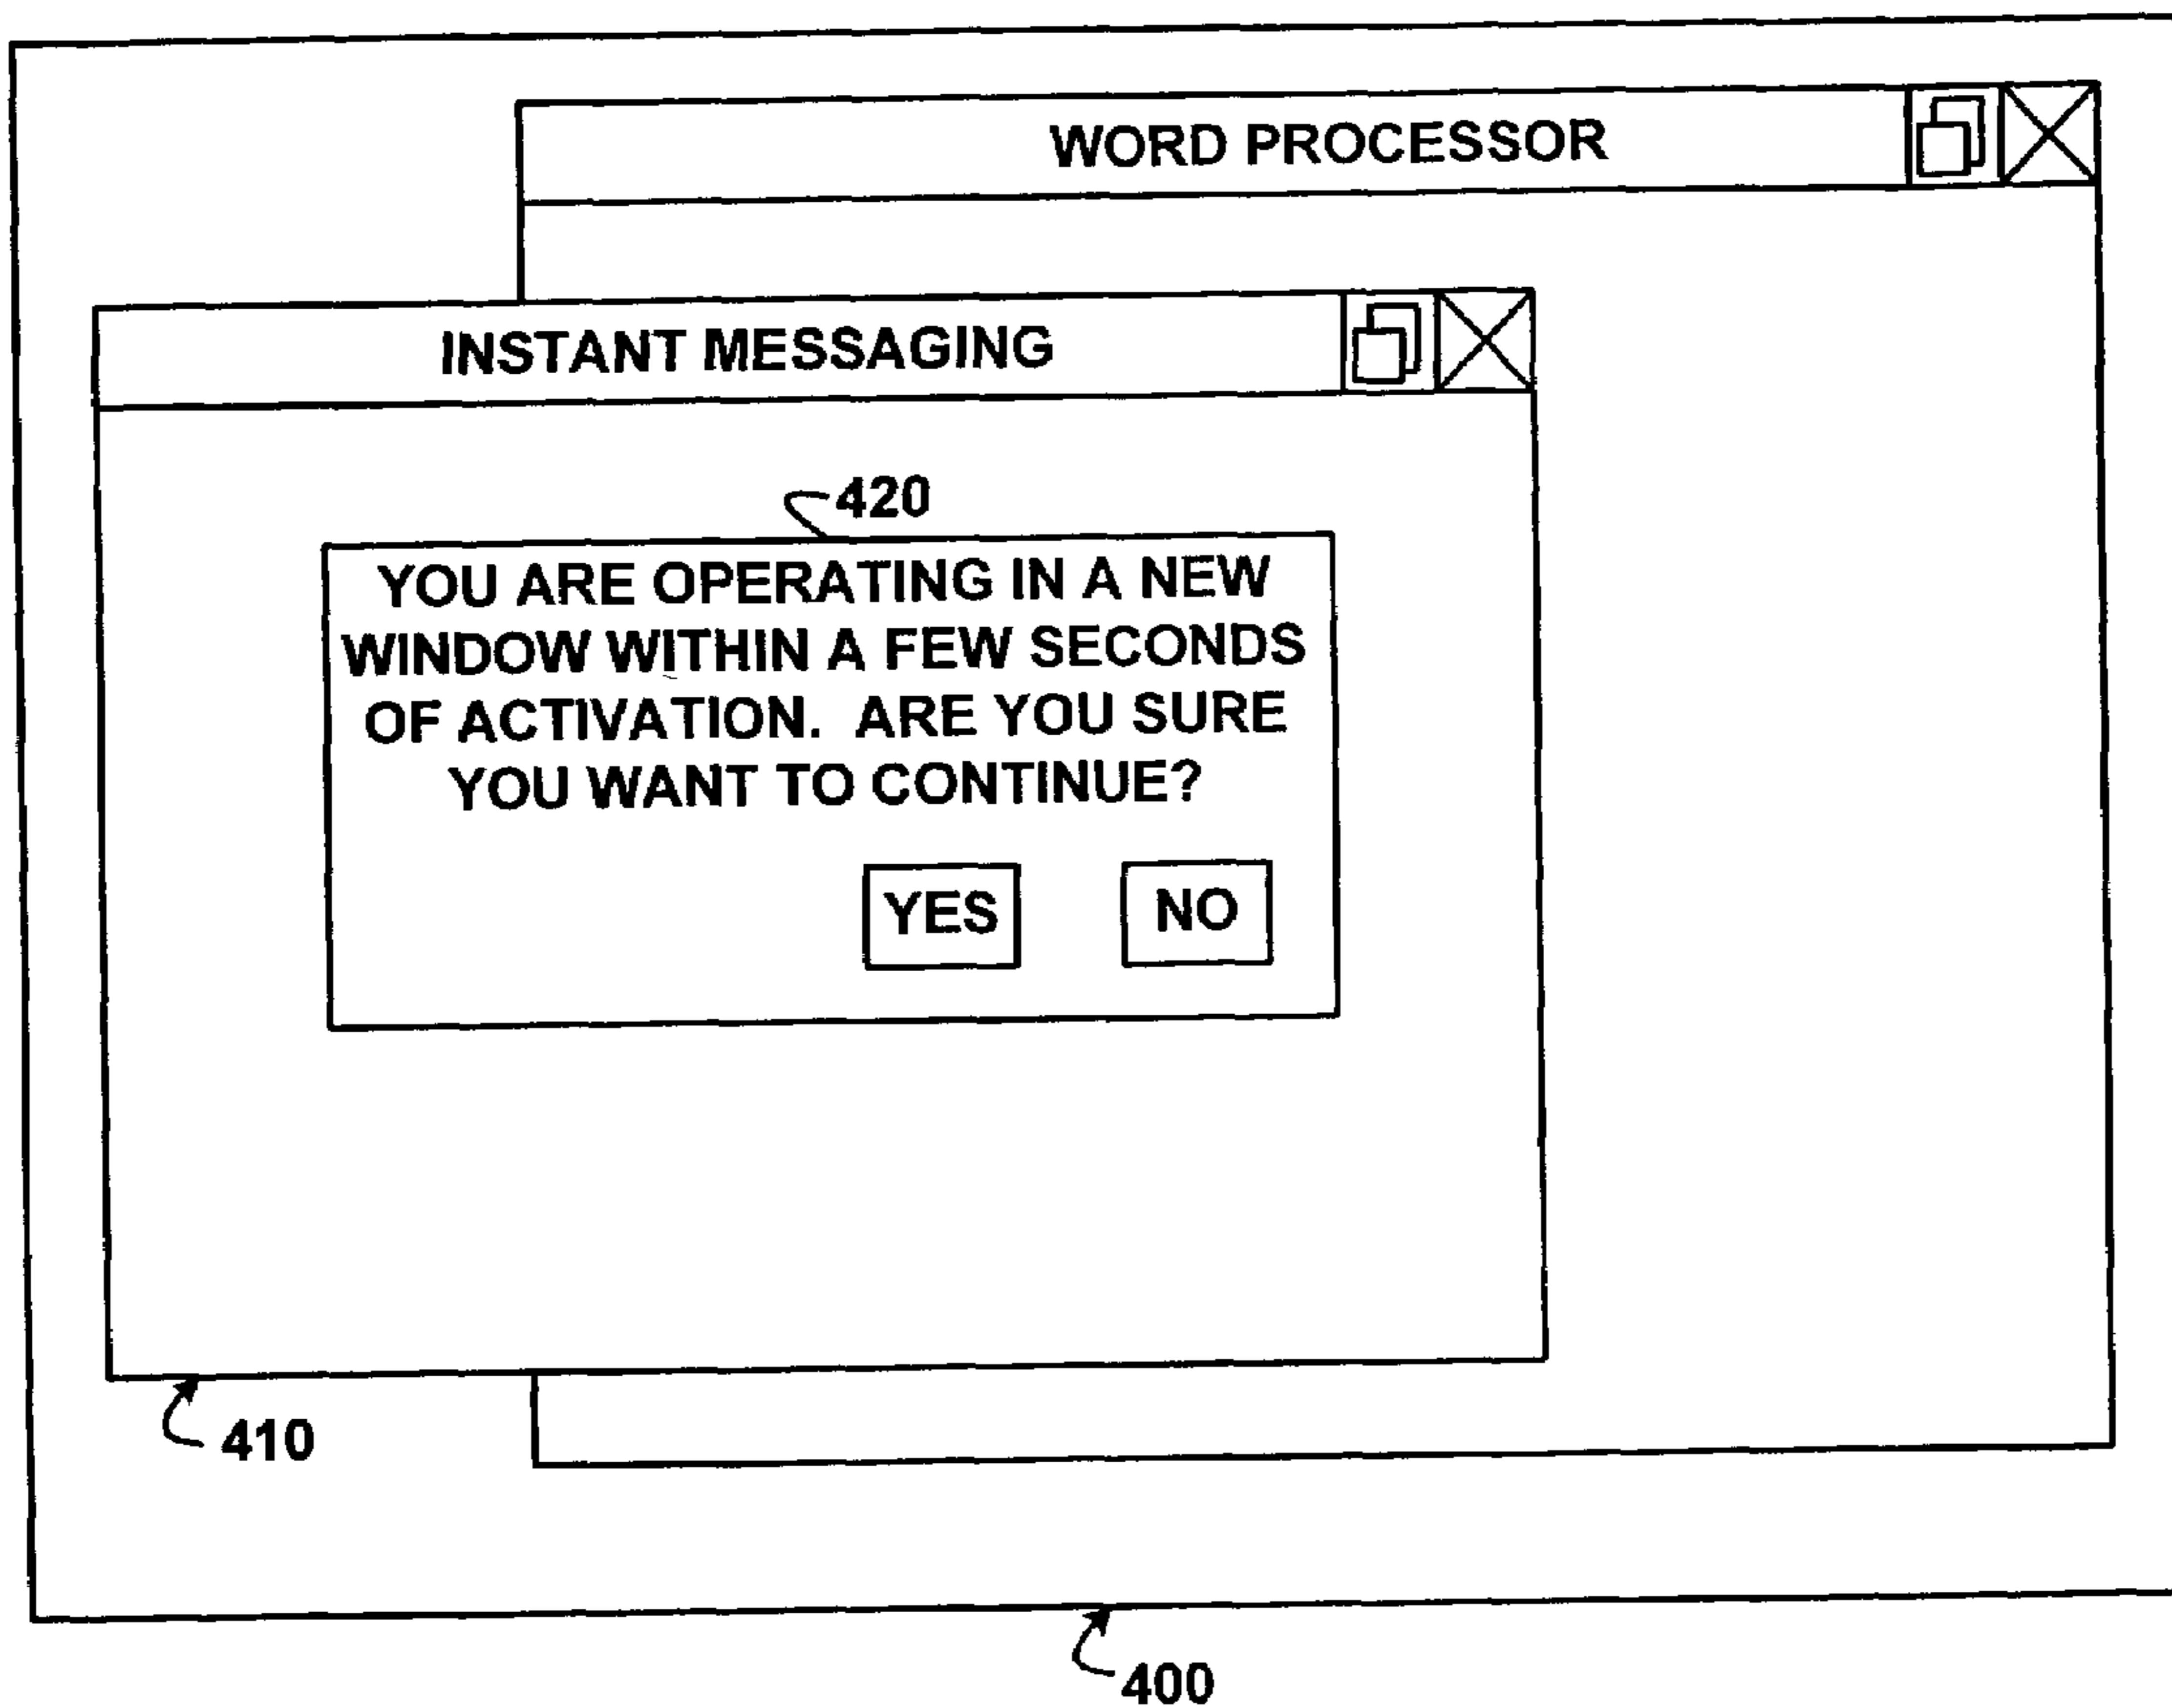 WORD PROCESSOR
INSTANT MESSAGING
420
YOU ARE OPERATING IN A NEW
WINDOW WITHIN A FEW SECONDS
OF ACTIVATION. ARE YOU SURE
YOU WANT TO CONTINUE?
YES NO
410
400